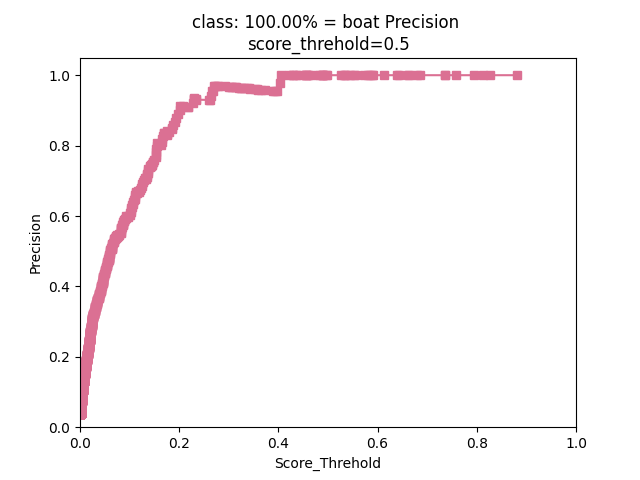 class: 100.00% = boat Precision
score_threhold=0.5
1.0
0.8
0.6
0.4
0.2
0.0
Precision
0.0 0.2 0.4 0.6 0.8 1.0
Score_Threhold